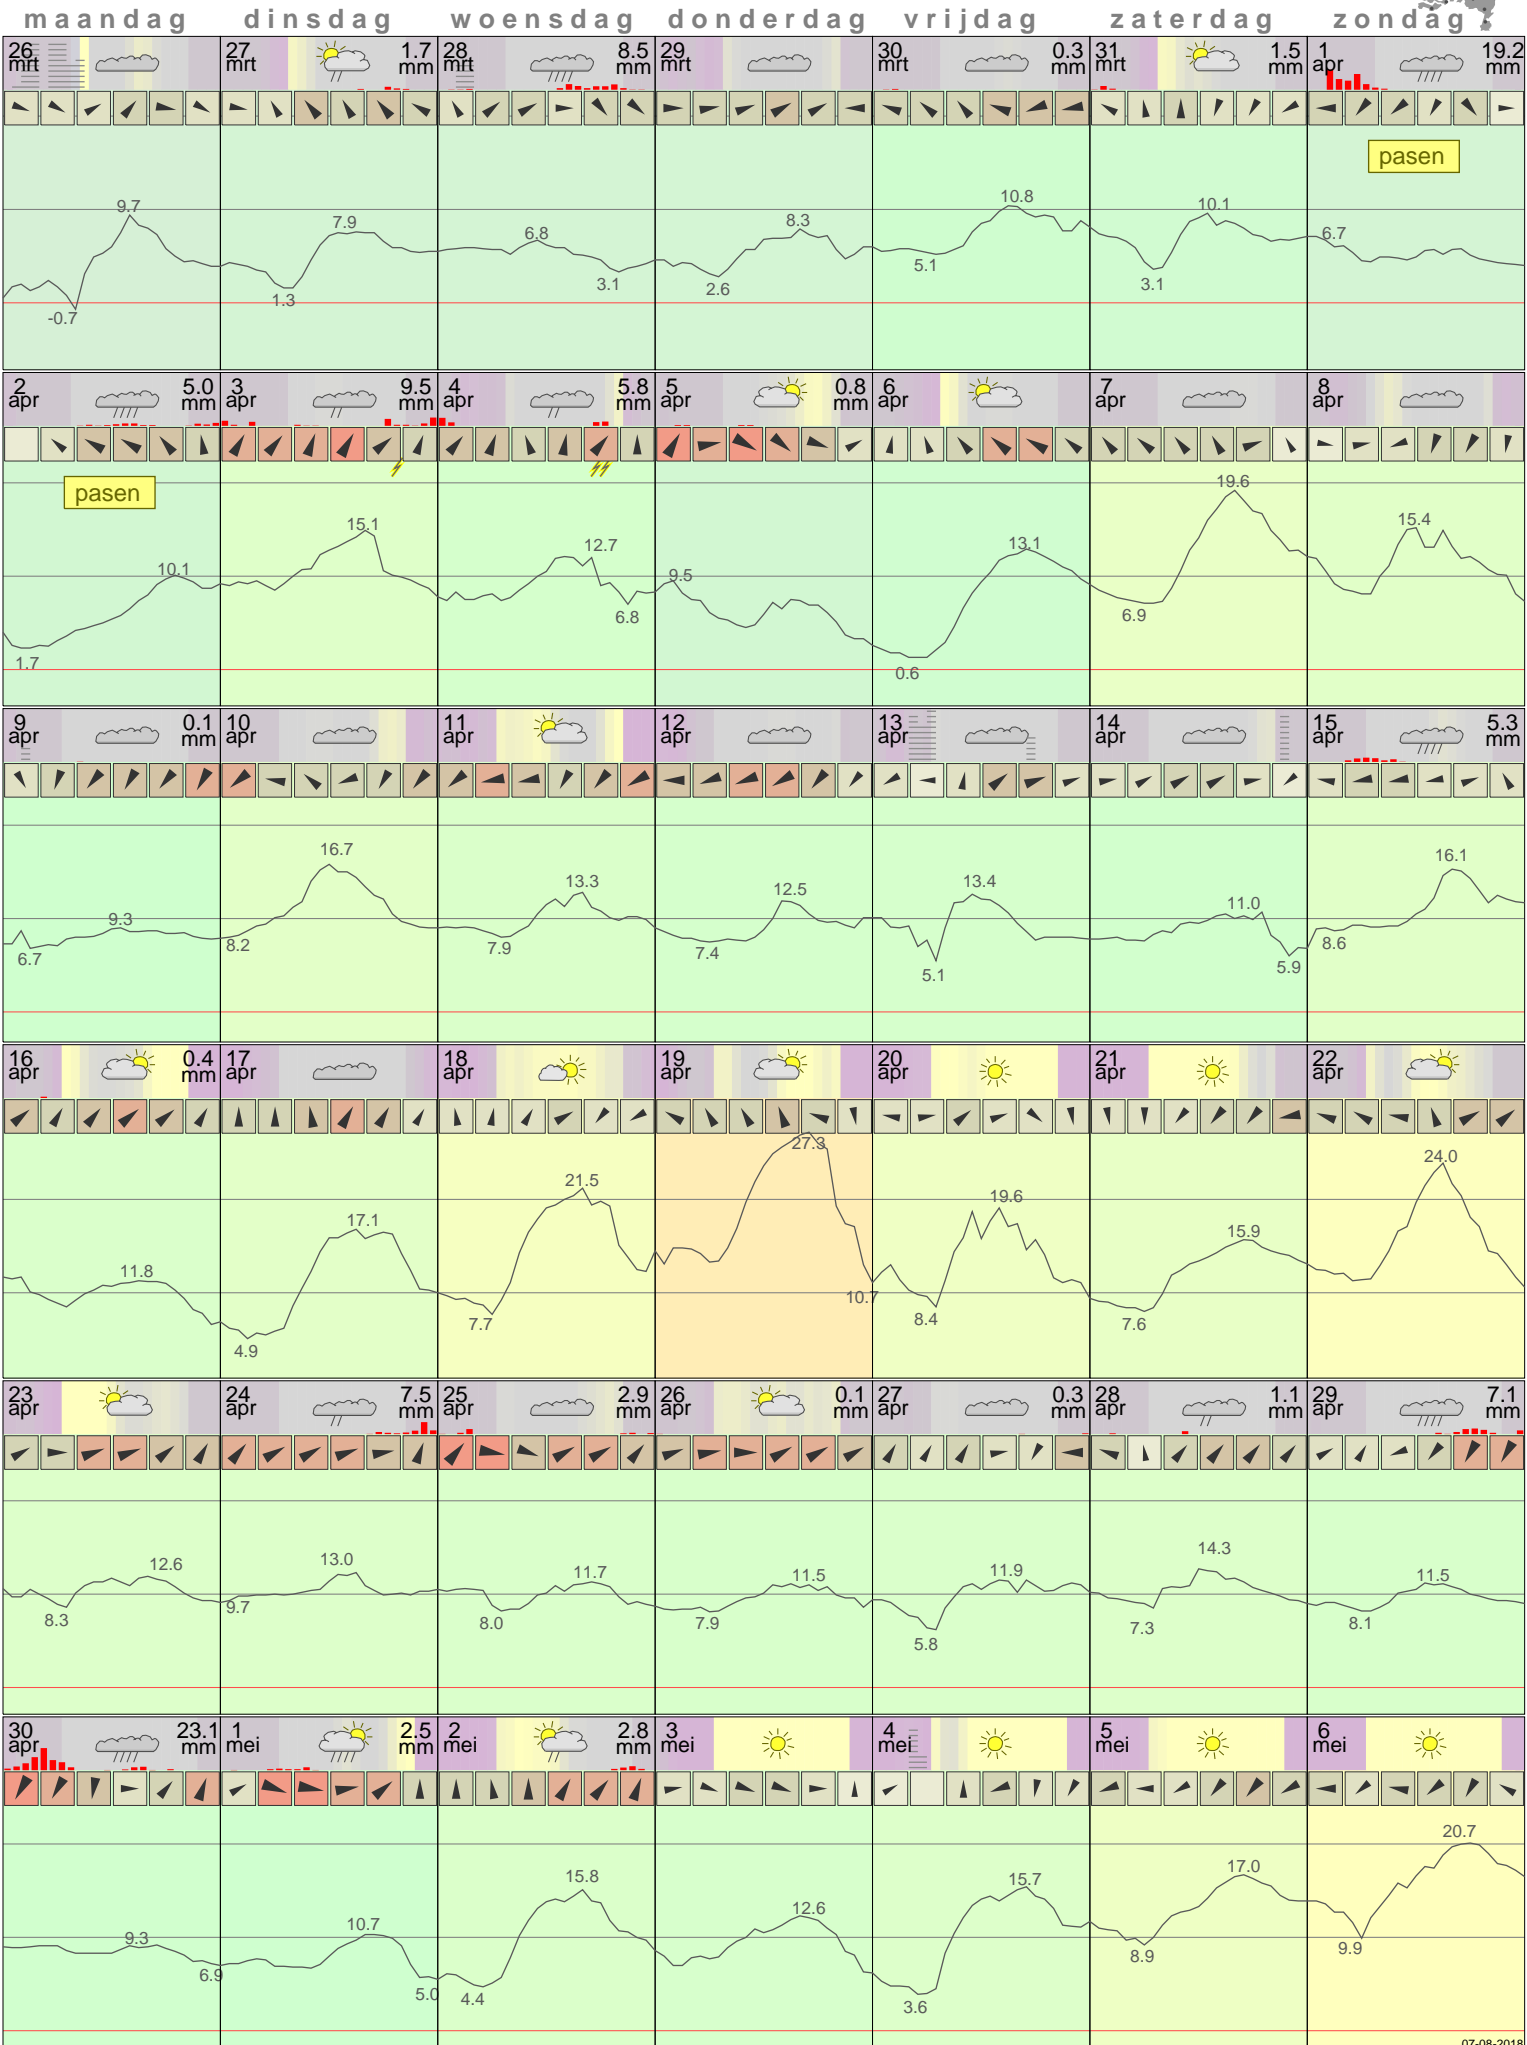 maandag dinsdag woensdag donderdag vrijdag zaterdag zondag
26 mrt 27 mrt 1.7 mm 28 mrt 8.5 mm 29 mrt 30 mrt 0.3 mm 31 mrt 1.5 mm 1 apr 19.2 mm
pasen
9.7 7.9 6.8 8.3 10.8 10.1 6.7
-0.7 1.3 3.1 2.6 5.1 3.1
2 apr 5.0 mm 3 apr 9.5 mm 4 apr 5.8 mm 5 apr 0.8 mm 6 apr 7 apr 8 apr
pasen
1.7 10.1 15.1 12.7 6.8 9.5 0.6 13.1 6.9 19.6 15.4
9 apr 0.1 mm 10 apr 11 apr 12 apr 13 apr 14 apr 15 apr 5.3 mm
6.7 9.3 8.2 16.7 7.9 13.3 7.4 12.5 5.1 13.4 11.0 5.9 8.6 16.1
16 apr 0.4 mm 17 apr 18 apr 19 apr 20 apr 21 apr 22 apr
11.8 4.9 17.1 7.7 21.5 27.3 10.7 8.4 19.6 7.6 15.9 24.0
23 apr 24 apr 7.5 mm 25 apr 2.9 mm 26 apr 0.1 mm 27 apr 0.3 mm 28 apr 1.1 mm 29 apr 7.1 mm
8.3 12.6 9.7 13.0 8.0 11.7 7.9 11.5 5.8 11.9 7.3 14.3 8.1 11.5
30 apr 23.1 mm 1 mei 2.5 mm 2 mei 2.8 mm 3 mei 4 mei 5 mei 6 mei
9.3 6.9 10.7 5.0 4.4 15.8 12.6 3.6 15.7 8.9 17.0 9.9 20.7
07-08-2018